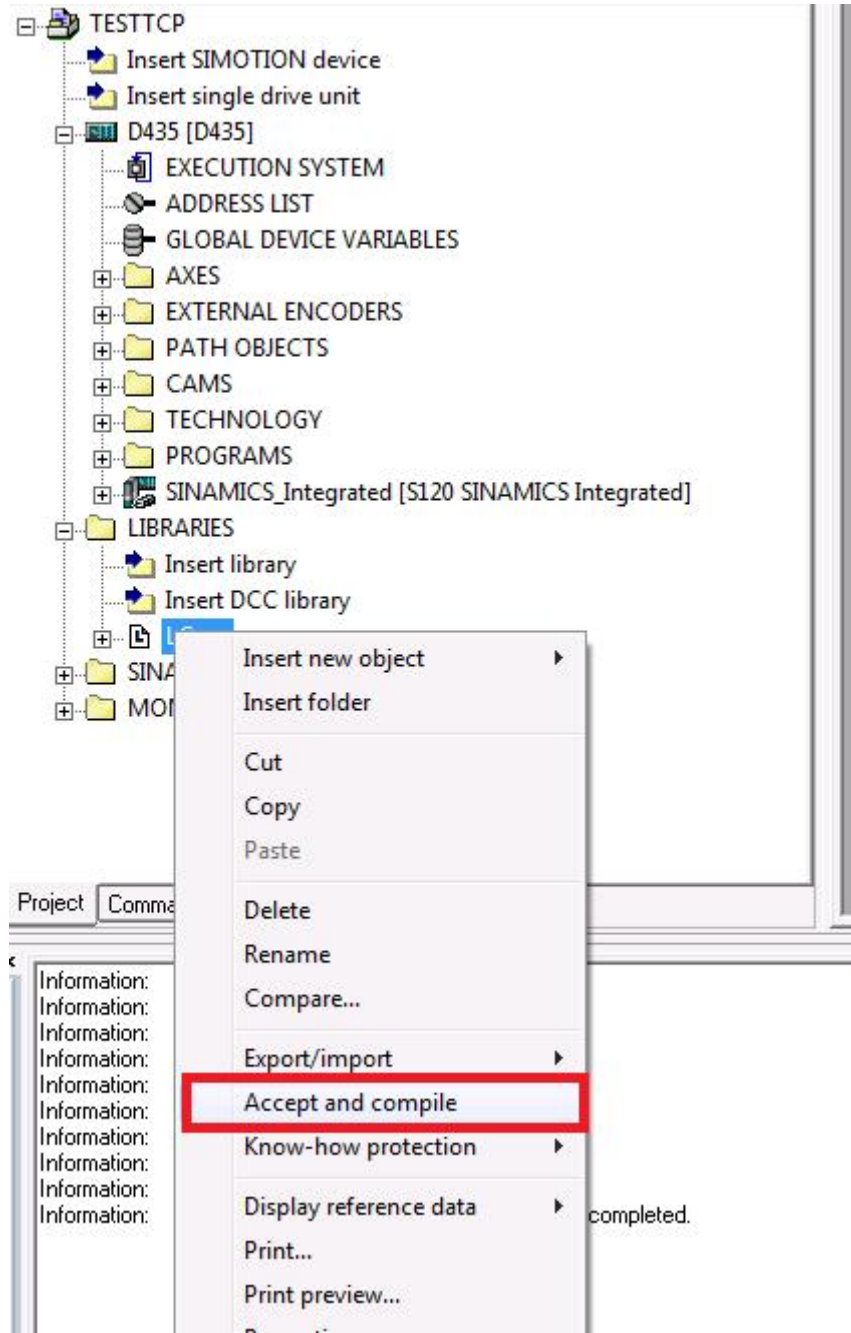 TESTTCP
Insert SIMOTION device
Insert single drive unit
D435 [D435]
EXECUTION SYSTEM
ADDRESS LIST
GLOBAL DEVICE VARIABLES
AXES
EXTERNAL ENCODERS
PATH OBJECTS
CAMS
TECHNOLOGY
PROGRAMS
SINAMICS_Integrated [S120 SINAMICS Integrated]
LIBRARIES
Insert library
Insert DCC library
Insert new object
Insert folder
Cut
Copy
Paste
Delete
Rename
Compare...
Export/import
Accept and compile
Know-how protection
Display reference data
Print...
Print preview...
Project
Information:
Information:
Information:
Information:
Information:
Information:
Information:
Information:
Information:
Information: completed.